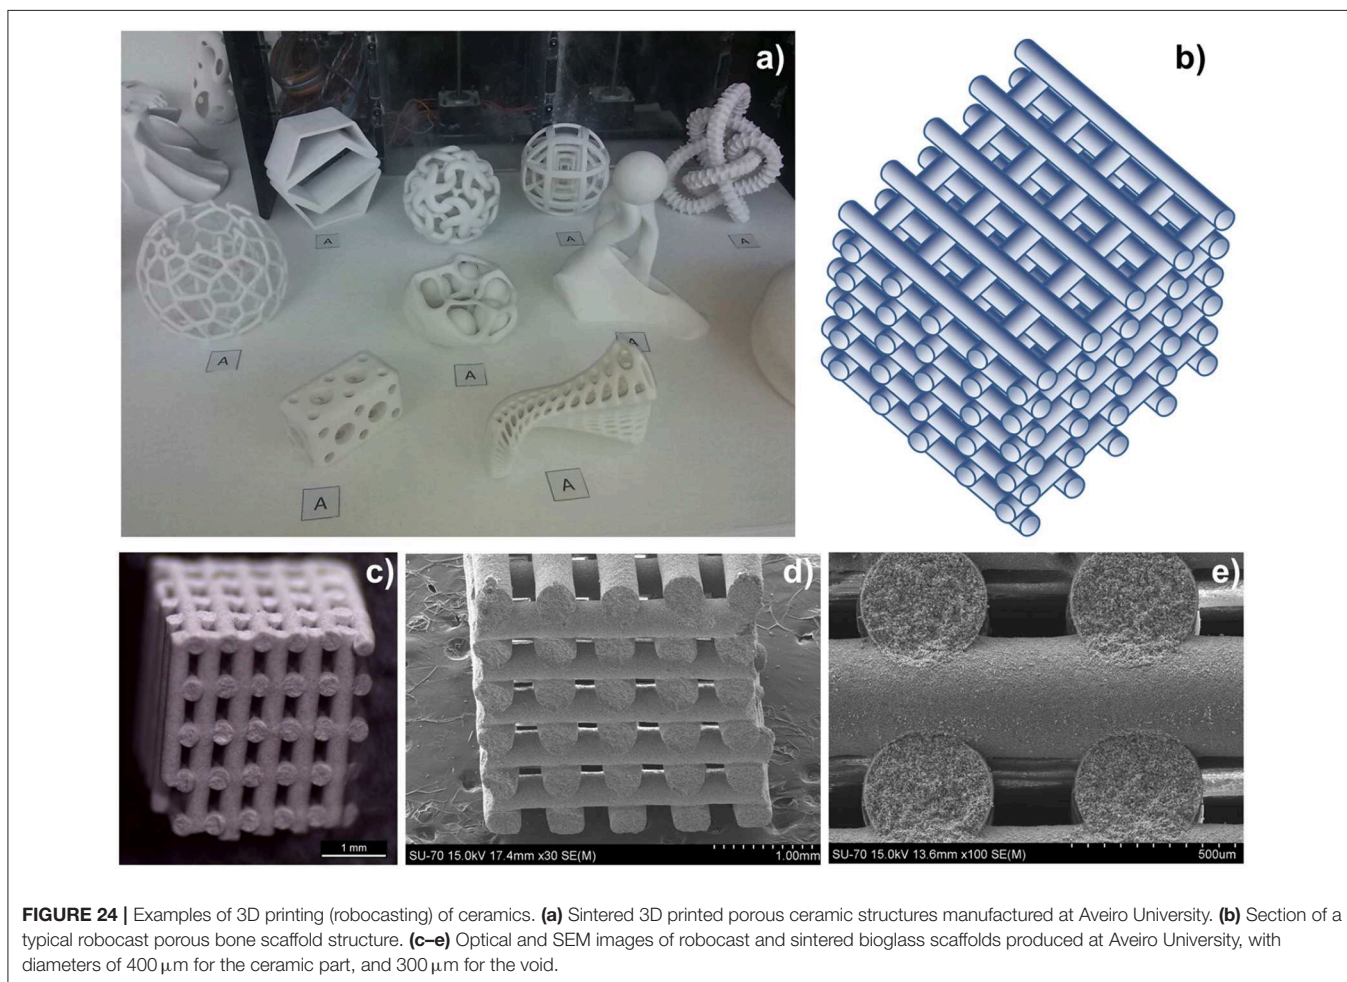 a)
b)
A
A
A
A
A
A
A
A
c)
1 mm
d)
SU-70 15.0kV 17.4mm x30 SE(M)
1.00mm
e)
SU-70 15.0kV 13.6mm x100 SE(M)
500um
FIGURE 24 | Examples of 3D printing (robocasting) of ceramics. (a) Sintered 3D printed porous ceramic structures manufactured at Aveiro University. (b) Section of a
typical robocast porous bone scaffold structure. (c–e) Optical and SEM images of robocast and sintered bioglass scaffolds produced at Aveiro University, with
diameters of 400 μm for the ceramic part, and 300 μm for the void.